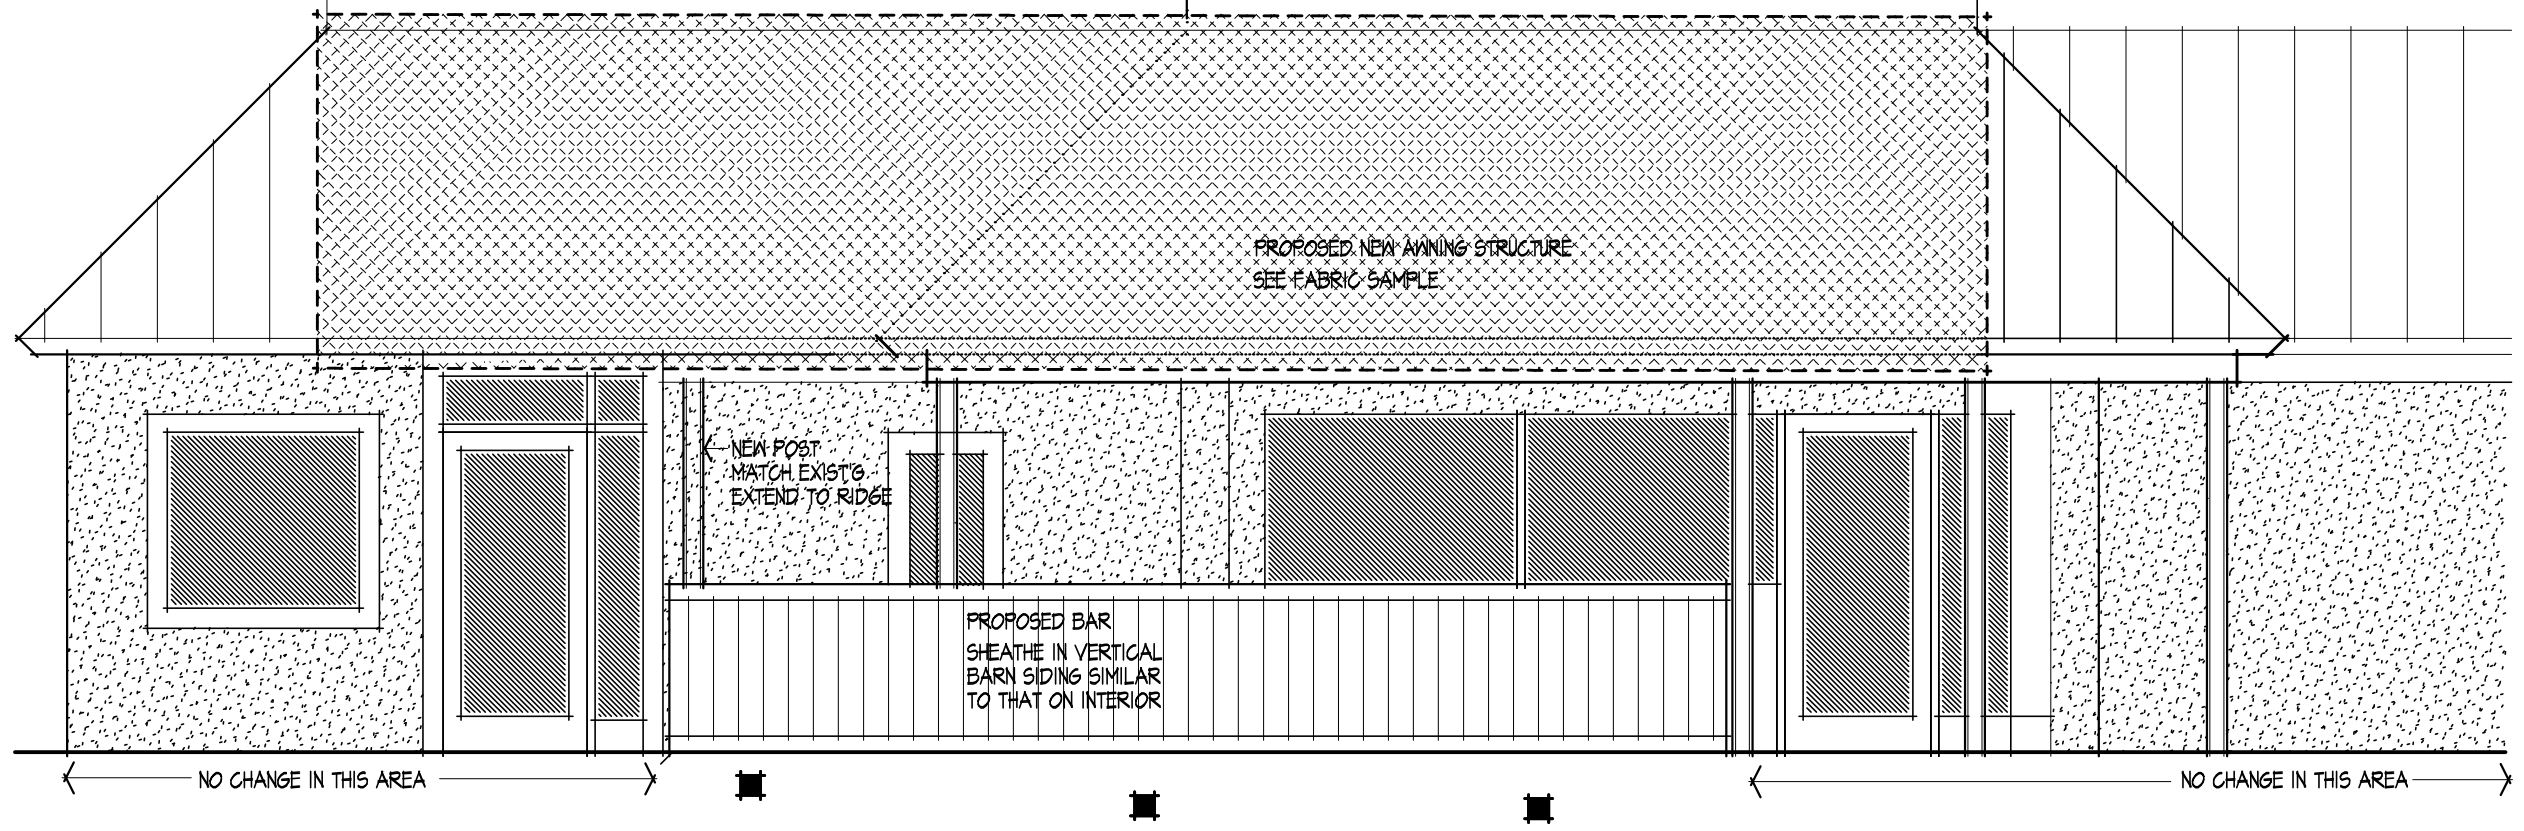 PROPOSED NEW AWNING STRUCTURE
SEE FABRIC SAMPLE
NEW POST
MATCH EXIST'G
EXTEND TO RIDGE
PROPOSED BAR
SHEATHE IN VERTICAL
BARN SIDING SIMILAR
TO THAT ON INTERIOR
NO CHANGE IN THIS AREA
NO CHANGE IN THIS AREA